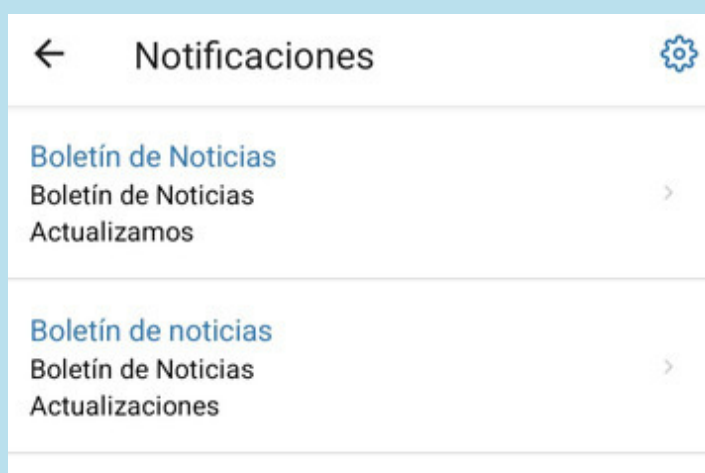 Notificaciones
Boletín de Noticias
Boletín de Noticias
Actualizamos
Boletín de noticias
Boletín de Noticias
Actualizaciones